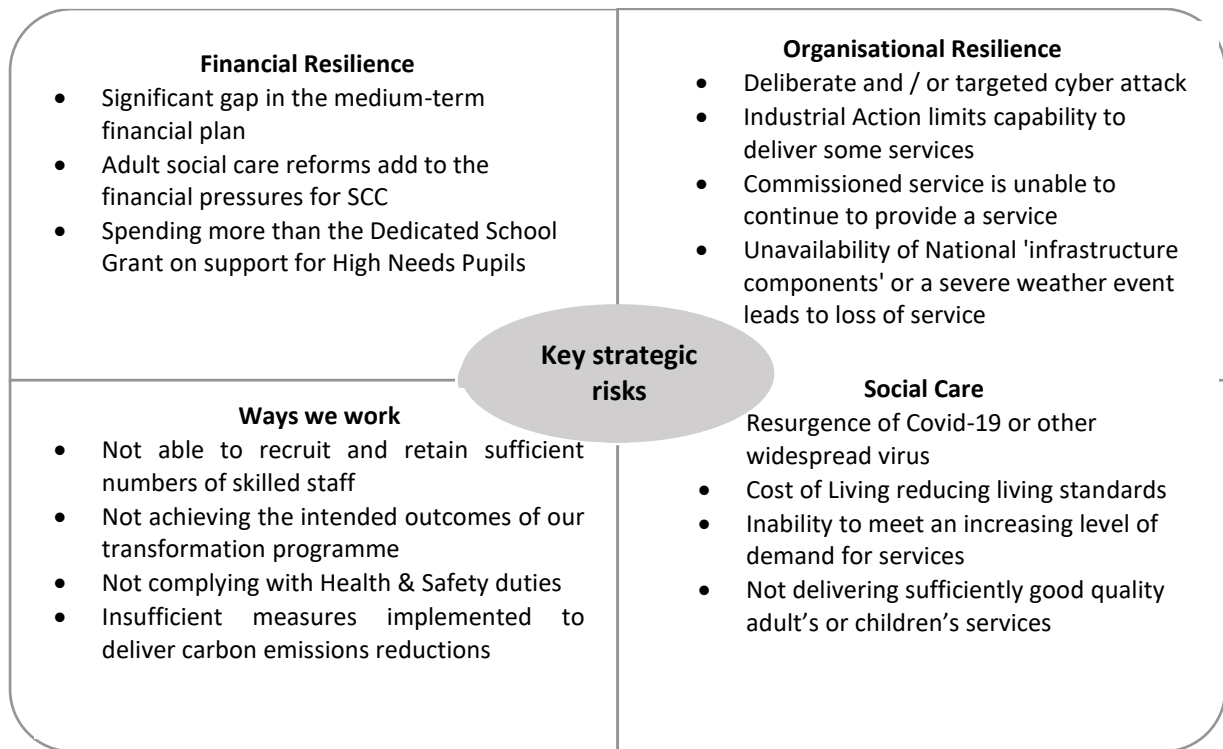 Financial Resilience
• Significant gap in the medium-term
financial plan
• Adult social care reforms add to the
financial pressures for SCC
• Spending more than the Dedicated School
Grant on support for High Needs Pupils
Organisational Resilience
• Deliberate and / or targeted cyber attack
• Industrial Action limits capability to
deliver some services
• Commissioned service is unable to
continue to provide a service
• Unavailability of National 'infrastructure
components' or a severe weather event
leads to loss of service
Key strategic
risks
Ways we work
• Not able to recruit and retain sufficient
numbers of skilled staff
• Not achieving the intended outcomes of our
transformation programme
• Not complying with Health & Safety duties
• Insufficient measures implemented to
deliver carbon emissions reductions
Social Care
Resurgence of Covid-19 or other
widespread virus
• Cost of Living reducing living standards
• Inability to meet an increasing level of
demand for services
• Not delivering sufficiently good quality
adult’s or children’s services